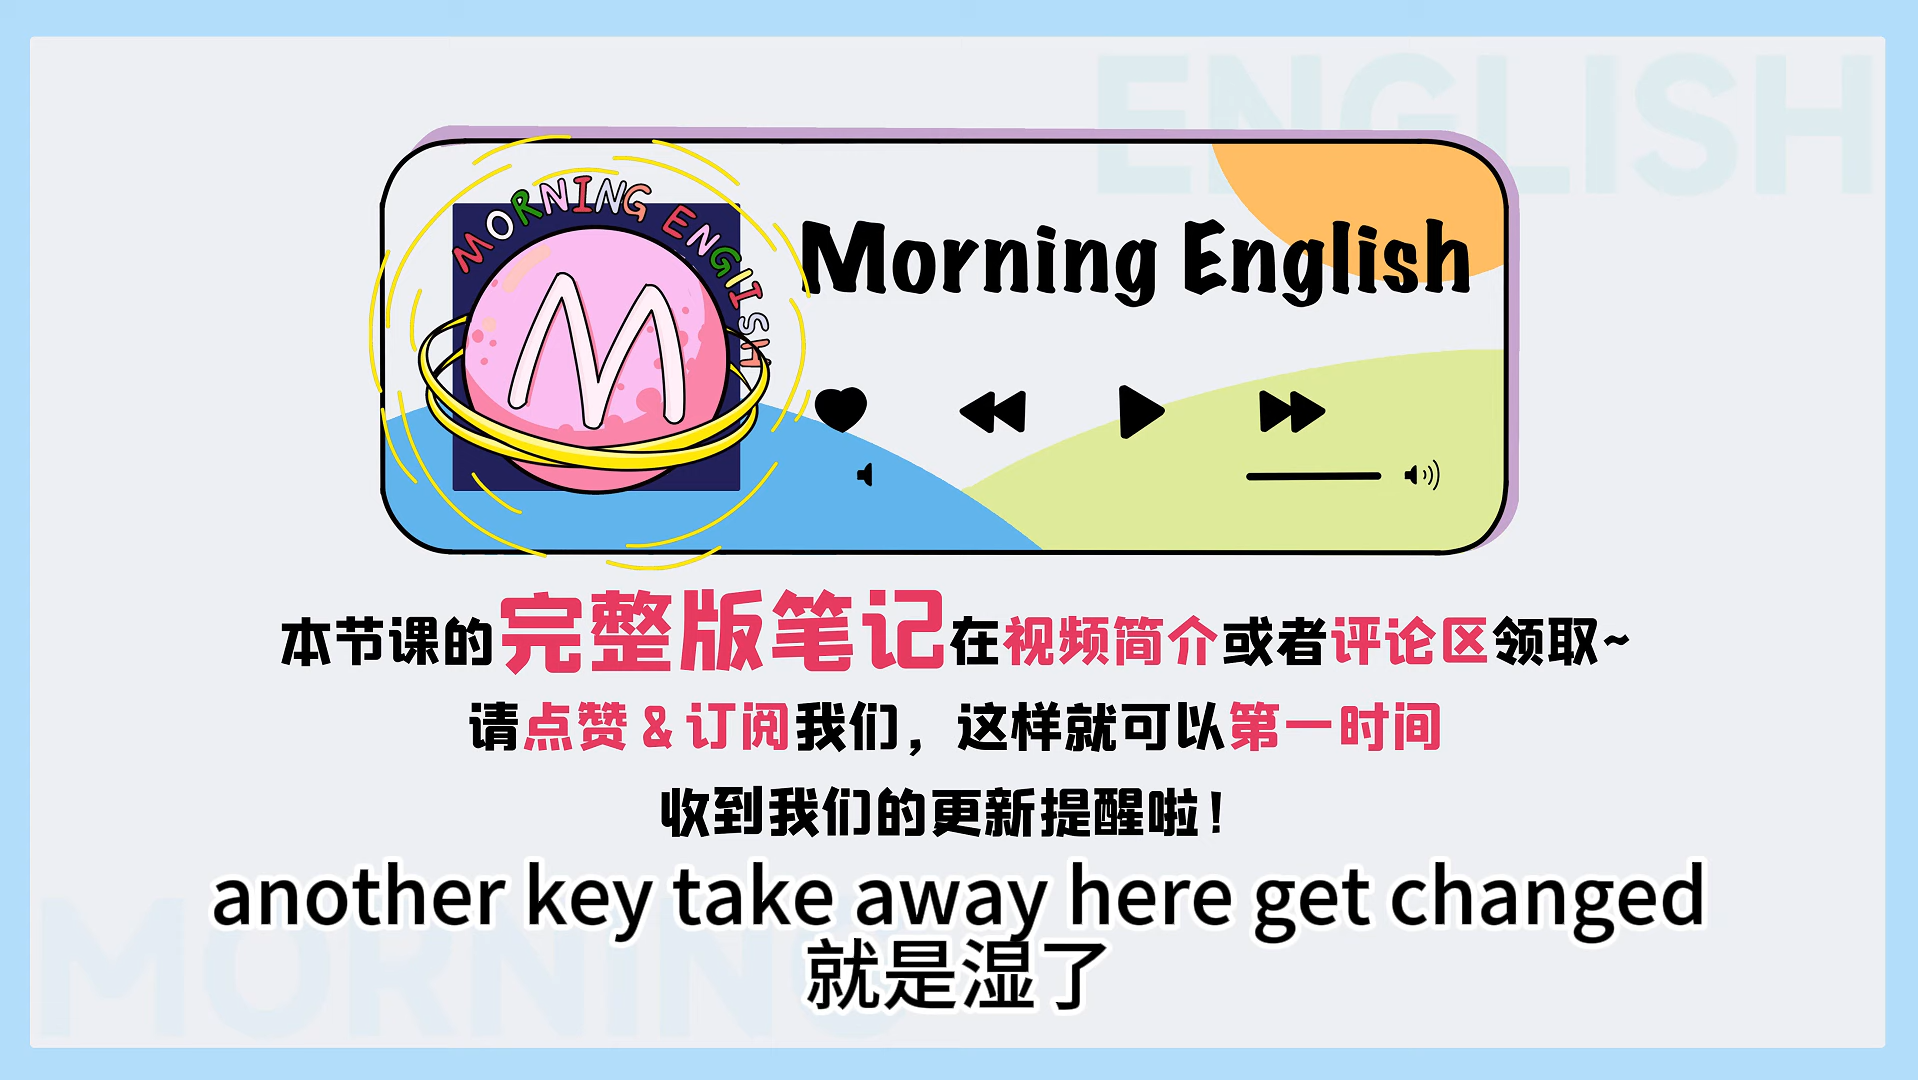 ENGLISH
MORNING ENGLISH
M
Morning English
本节课的完整版笔记在视频简介或者评论区领取~
请点赞&订阅我们，这样就可以第一时间
收到我们的更新提醒啦！
another key take away here get changed
就是湿了
MORNING